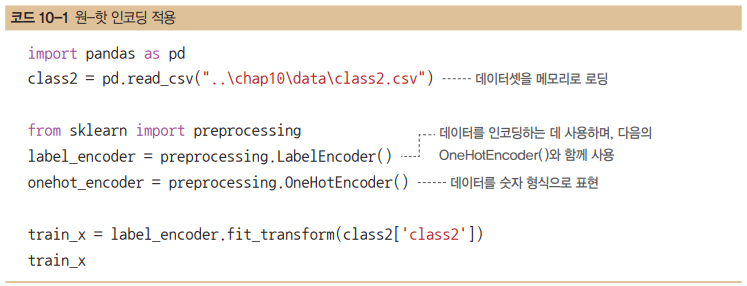 코드 10-1 원-핫 인코딩 적용
import pandas as pd
class2 = pd.read_csv("..\chap10\data\class2.csv") ------ 데이터셋을 메모리로 로딩
from sklearn import preprocessing
label_encoder = preprocessing.LabelEncoder()
데이터를 인코딩하는 데 사용하며, 다음의
OneHotEncoder()와 함께 사용
onehot_encoder = preprocessing.OneHotEncoder() ------ 데이터를 숫자 형식으로 표현
train_x = label_encoder.fit_transform(class2['class2'])
train_x